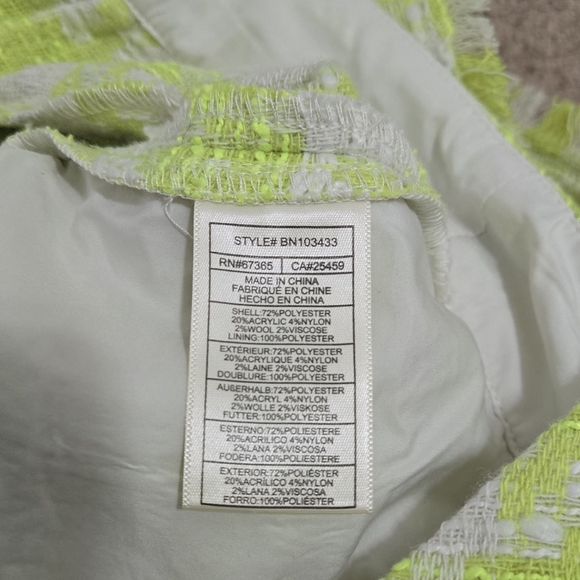 STYLE# BN103433
RN#67365 CA#25459
MADE IN CHINA
FABRIQUÉ EN CHINE
HECHO EN CHINA
SHELL:72%POLYESTER
20%ACRYLIC 4%NYLON
2%WOOL 2%VISCOSE
LINING:100%POLYESTER
EXTÉRIEUR:72%POLYESTER
20%ACRYLIQUE 4%NYLON
2%LAINE 2%VISCOSE
DOUBLURE:100%POLYESTER
AUßERHALB:72%POLYESTER
20%ACRYL 4%NYLON
2%WOLLE 2%VISKOSE
FUTTER:100%POLYESTER
ESTERNO:72%POLIESTERE
20%ACRILICO 4%NYLON
2%LANA 2%VISCOSA
FODERA:100%POLIESTERE
EXTERIOR:72%POLIÉSTER
20%ACRÍLICO 4%NYLON
2%LANA 2%VISCOSA
FORRO:100%POLIÉSTER